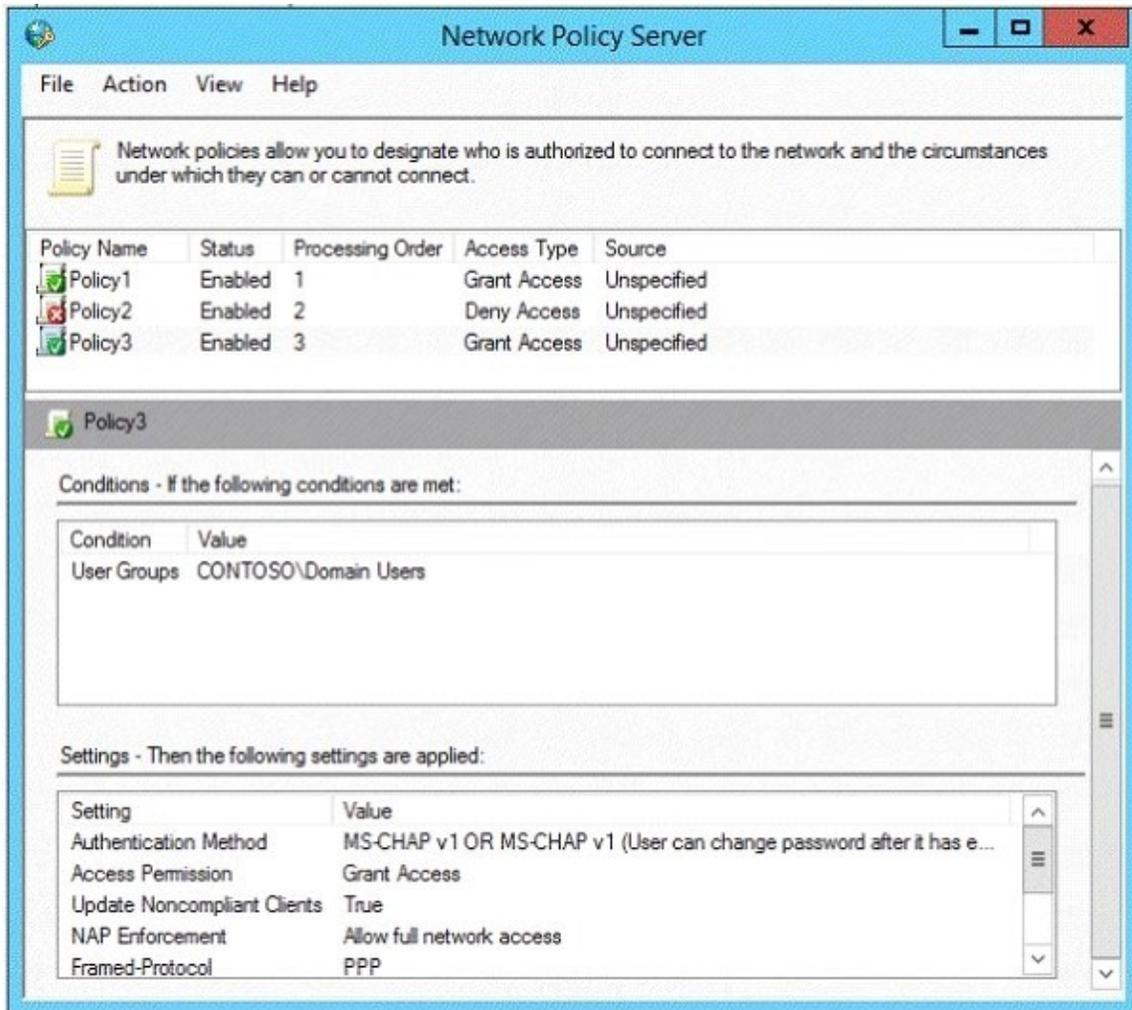 Network Policy Server
File Action View Help
Network policies allow you to designate who is authorized to connect to the network and the circumstances
under which they can or cannot connect.
Policy Name Status Processing Order Access Type Source
Policy1 Enabled 1 Grant Access Unspecified
Policy2 Enabled 2 Deny Access Unspecified
Policy3 Enabled 3 Grant Access Unspecified
Policy3
Conditions - If the following conditions are met:
Condition Value
User Groups CONTOSO\Domain Users
Settings - Then the following settings are applied:
Setting Value
Authentication Method MS-CHAP v1 OR MS-CHAP v1 (User can change password after it has e...
Access Permission Grant Access
Update Noncompliant Clients True
NAP Enforcement Allow full network access
Framed-Protocol PPP